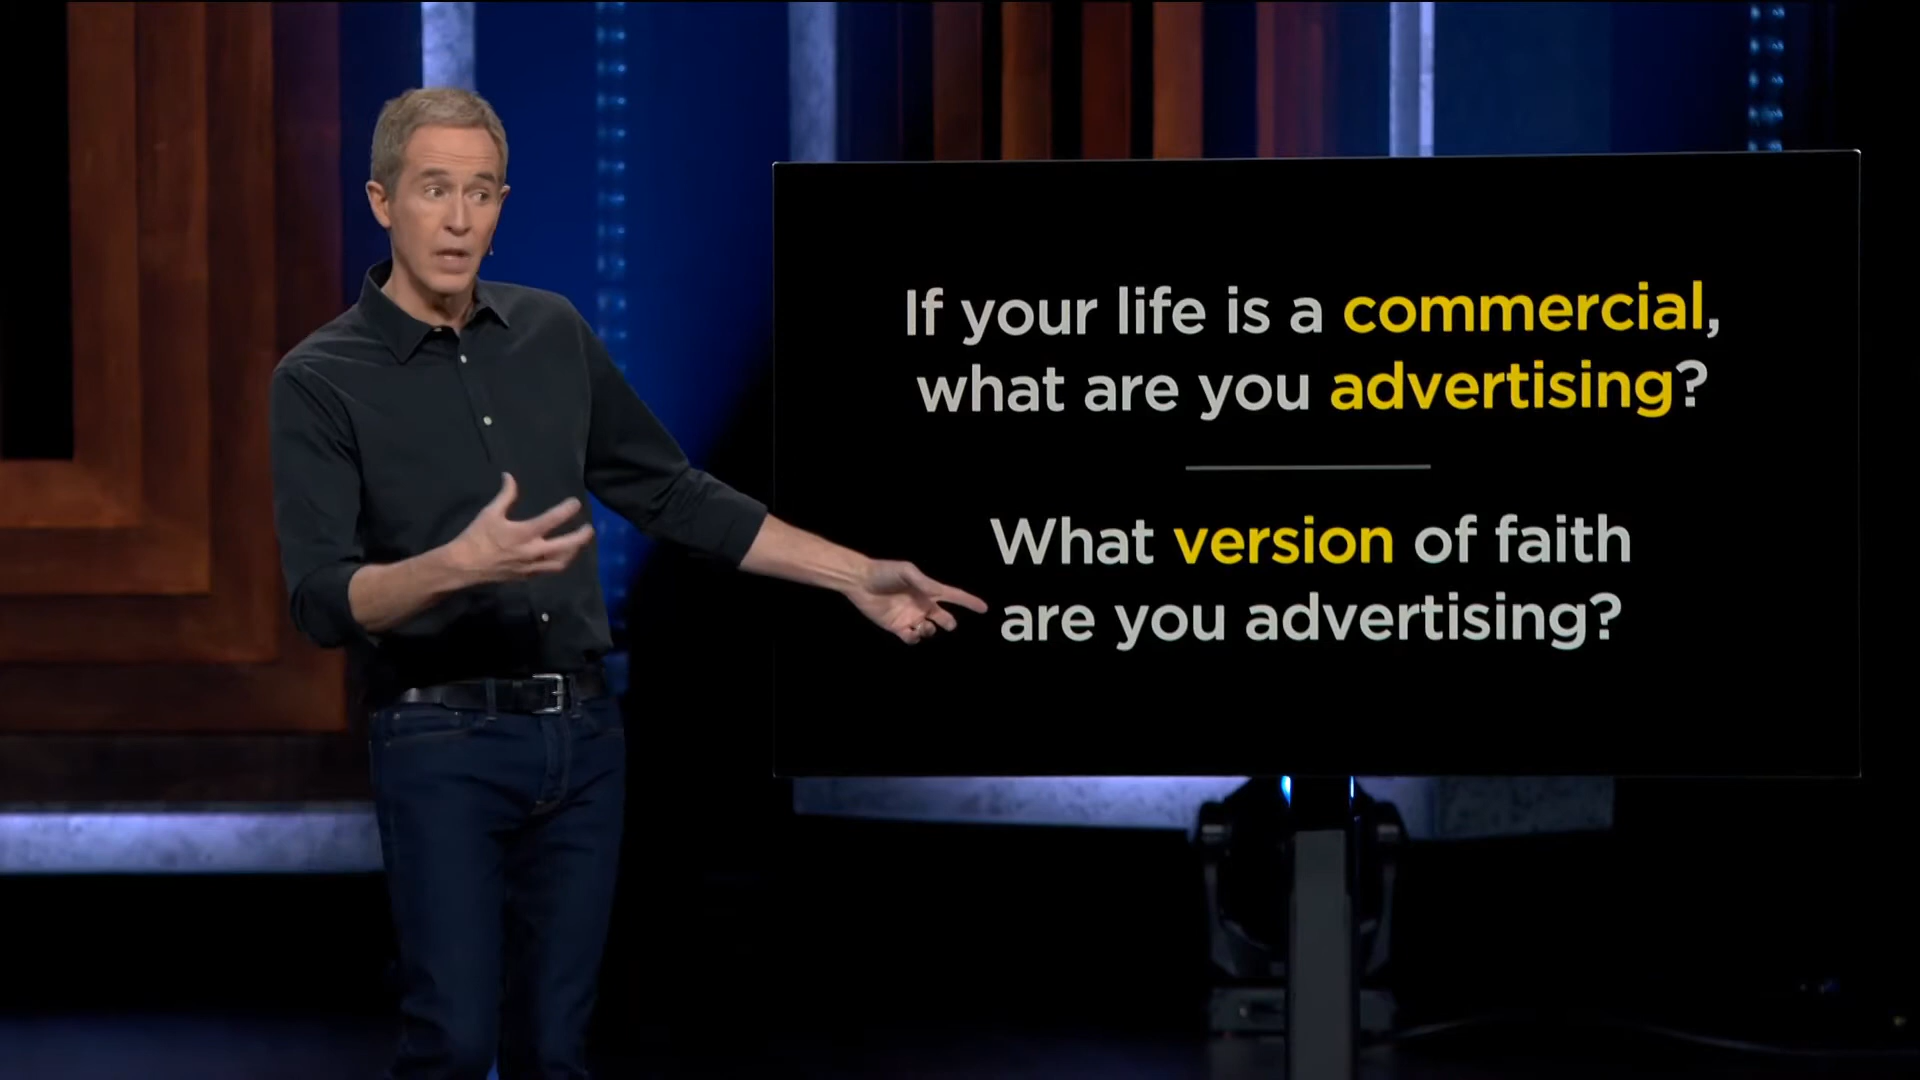 If your life is a commercial,
what are you advertising?
What version of faith
are you advertising?